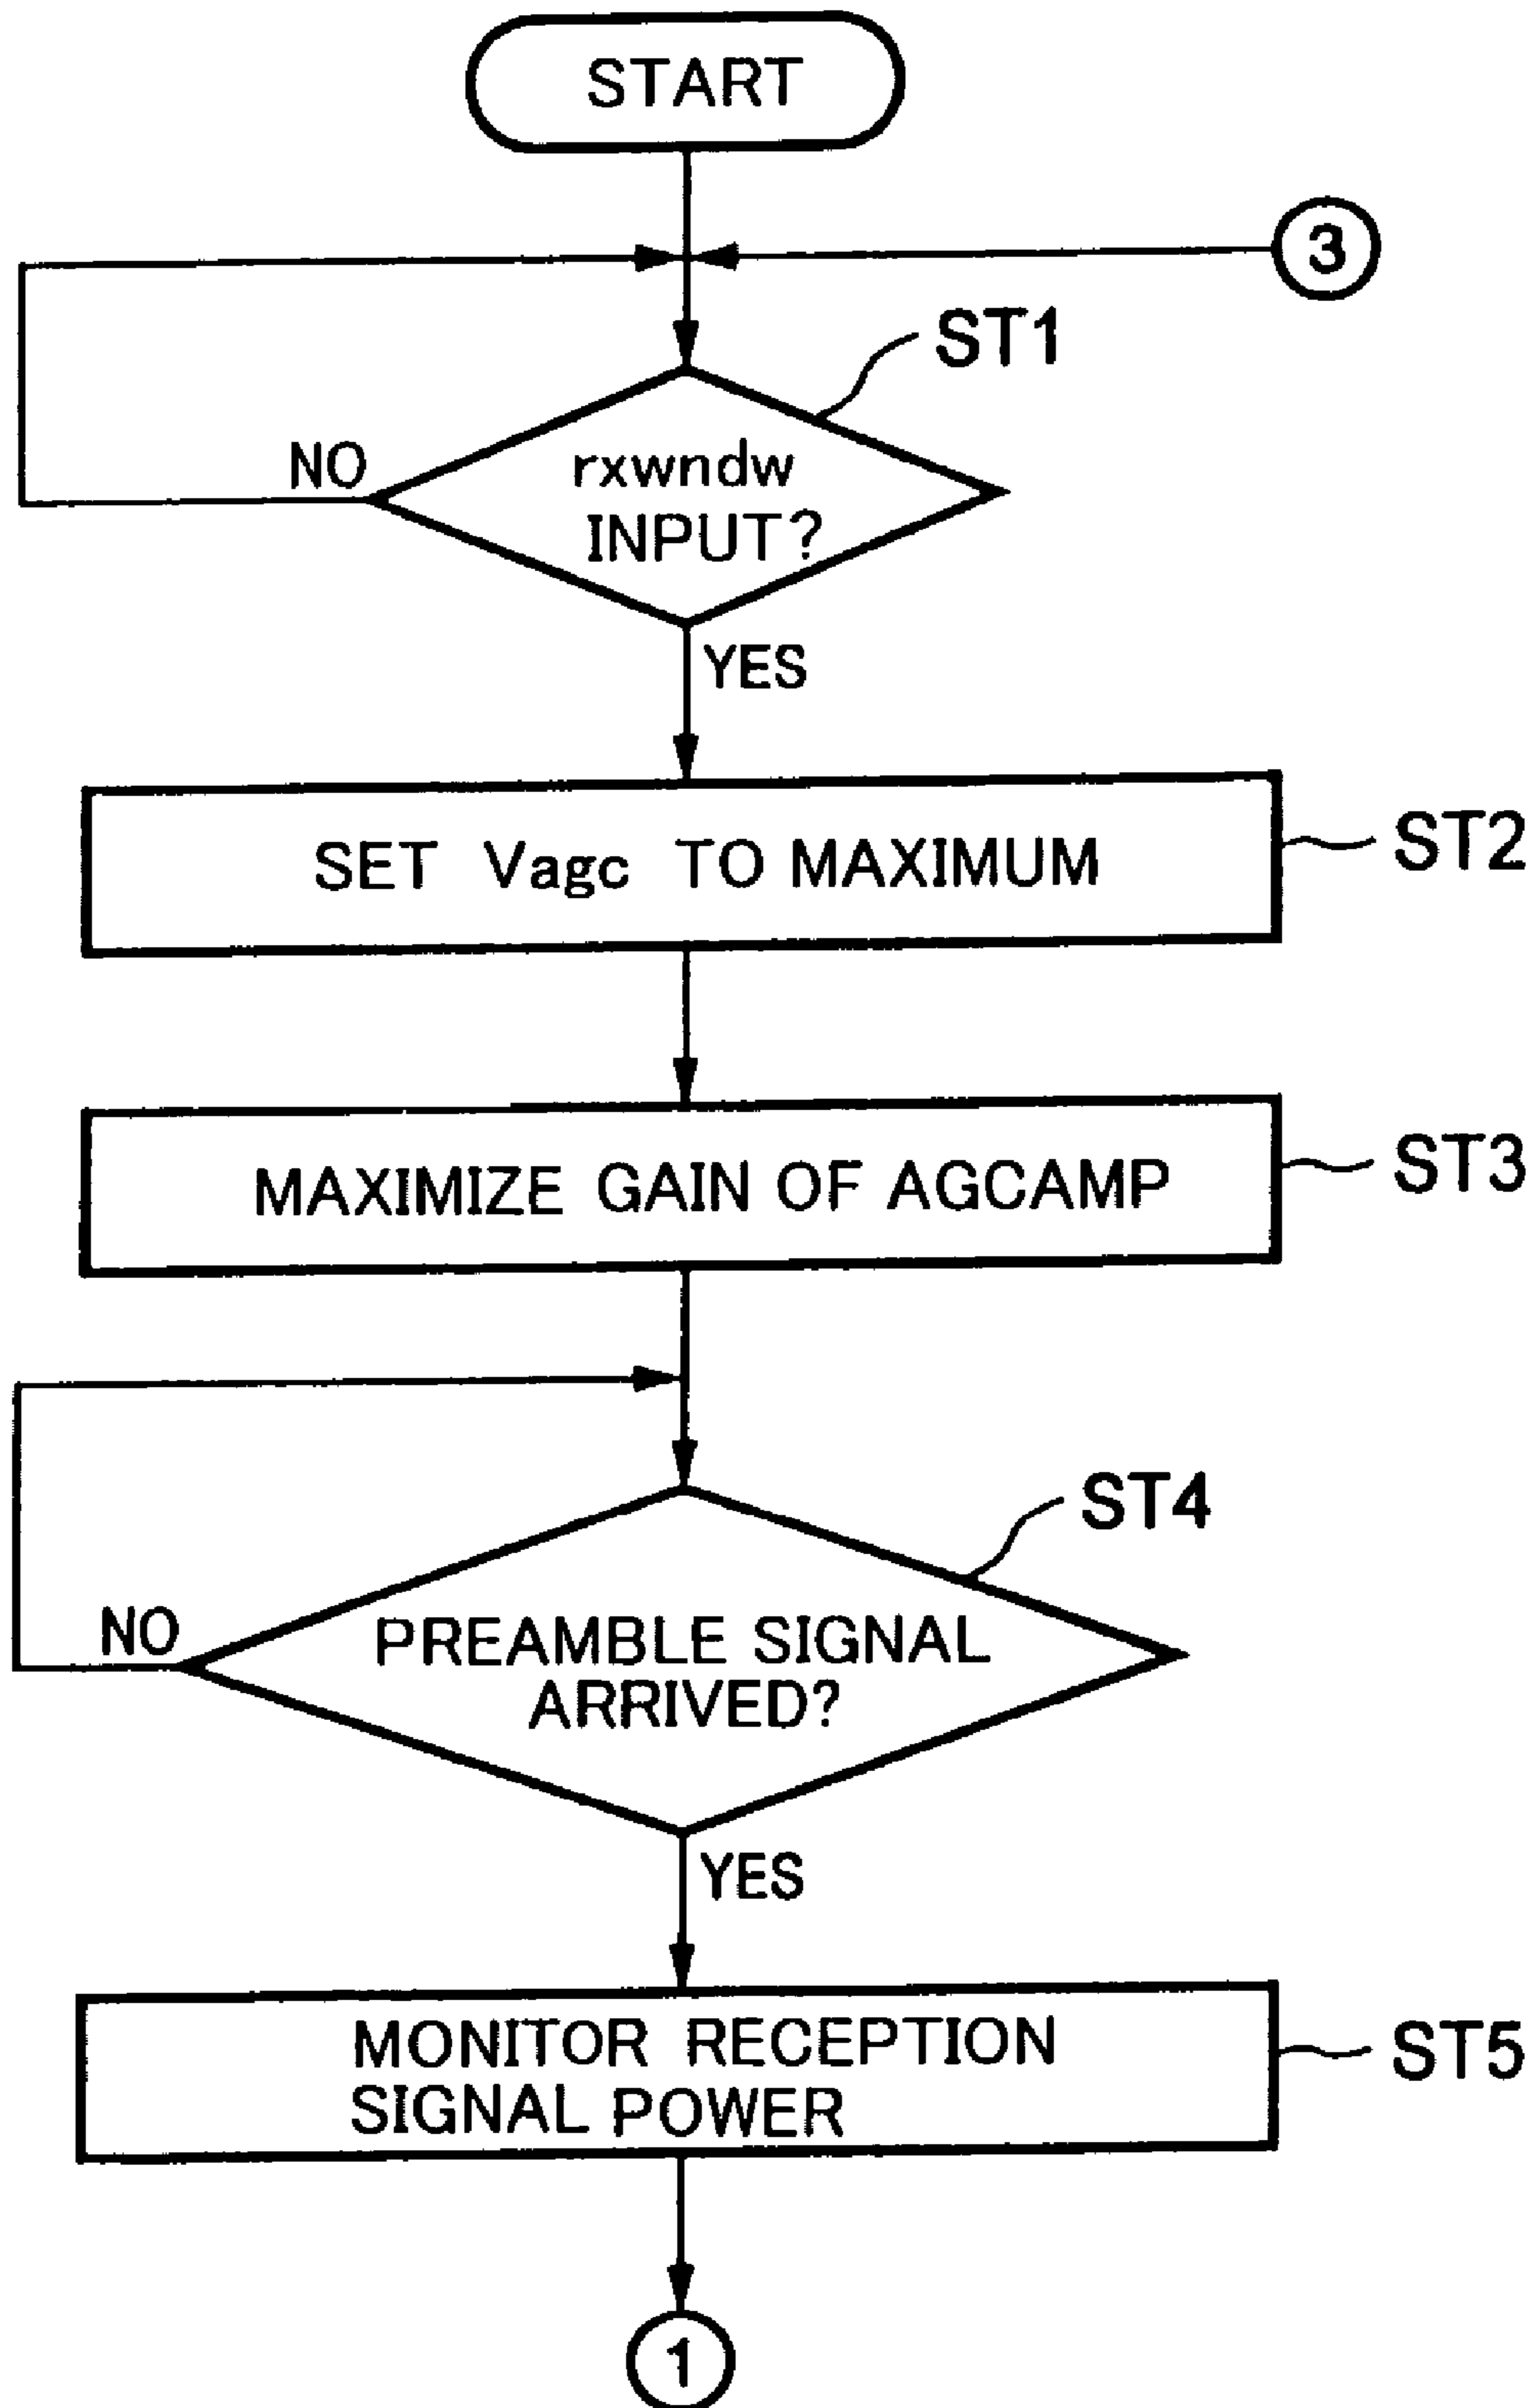 START
3
ST1
NO
rxwndw
INPUT?
YES
SET Vagc TO MAXIMUM
ST2
MAXIMIZE GAIN OF AGCAMP
ST3
ST4
NO
PREAMBLE SIGNAL
ARRIVED?
YES
MONITOR RECEPTION
SIGNAL POWER
ST5
1